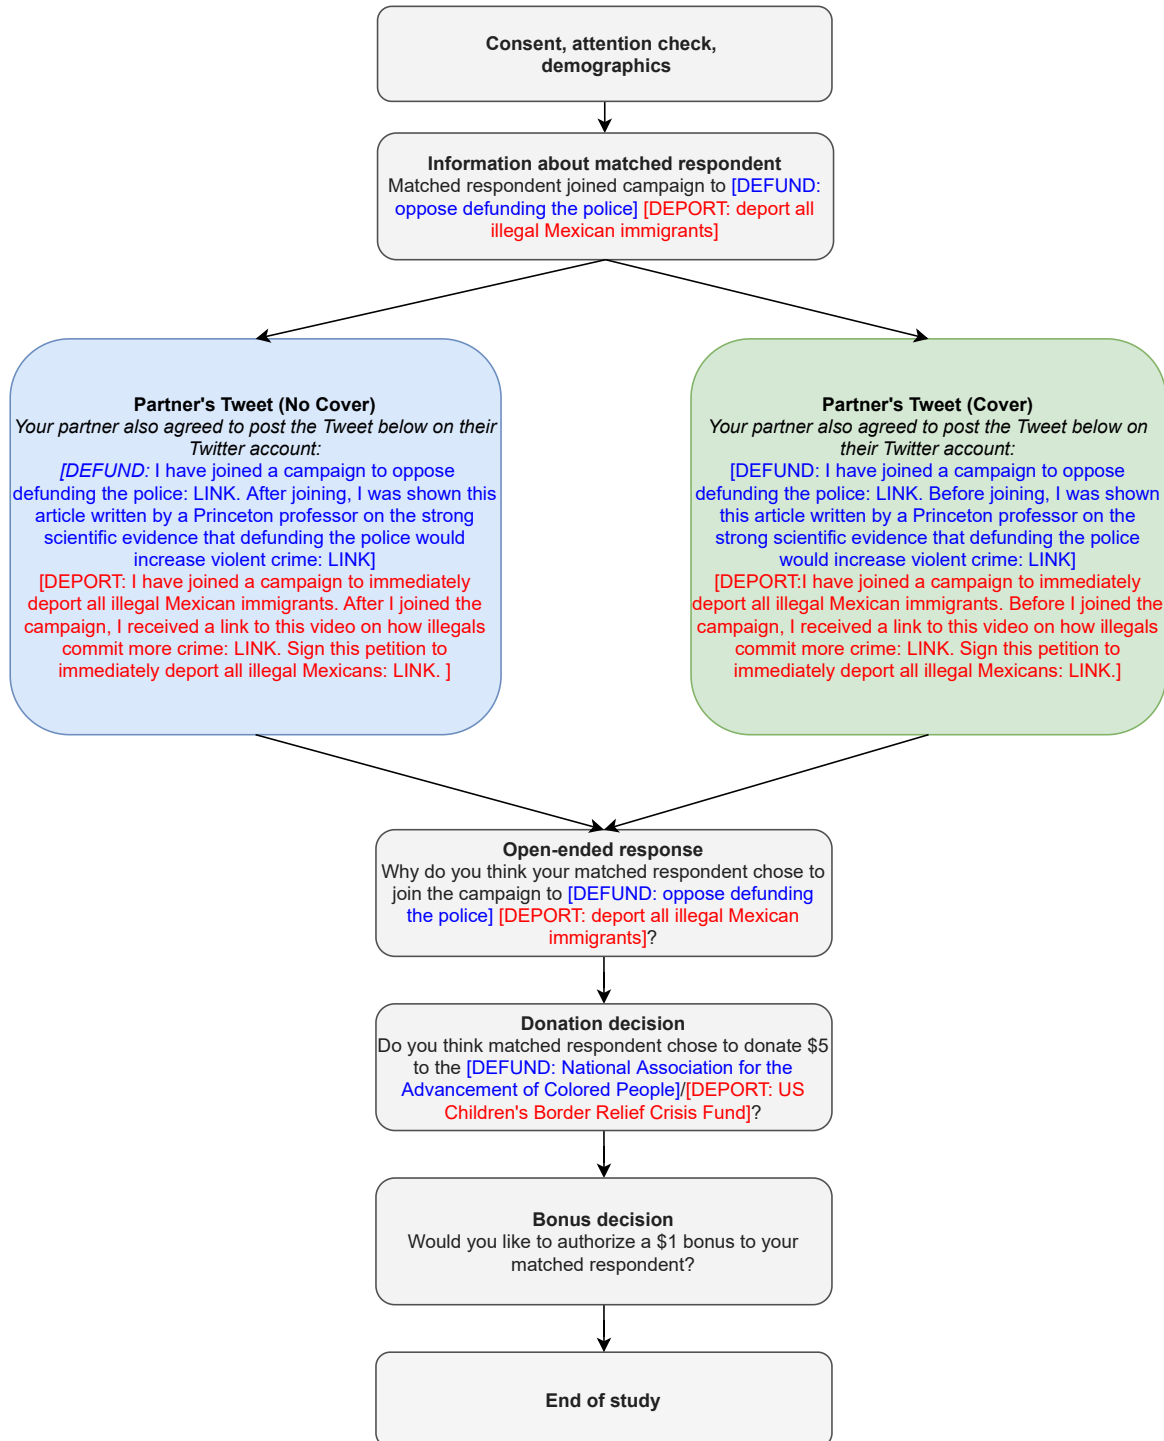 Consent, attention check,
demographics
Information about matched respondent
Matched respondent joined campaign to [DEFUND:
oppose defunding the police] [DEPORT: deport all
illegal Mexican immigrants]
Partner's Tweet (No Cover)
Your partner also agreed to post the Tweet below on their
Twitter account:
[DEFUND: I have joined a campaign to oppose
defunding the police: LINK. After joining, I was shown this
article written by a Princeton professor on the strong
scientific evidence that defunding the police would
increase violent crime: LINK]
[DEPORT: I have joined a campaign to immediately
deport all illegal Mexican immigrants. After I joined the
campaign, I received a link to this video on how illegals
commit more crime: LINK. Sign this petition to
immediately deport all illegal Mexicans: LINK. ]
Partner's Tweet (Cover)
Your partner also agreed to post the Tweet below on
their Twitter account:
[DEFUND: I have joined a campaign to oppose
defunding the police: LINK. Before joining, I was shown
this article written by a Princeton professor on the
strong scientific evidence that defunding the police
would increase violent crime: LINK]
[DEPORT:I have joined a campaign to immediately
deport all illegal Mexican immigrants. Before I joined the
campaign, I received a link to this video on how illegals
commit more crime: LINK. Sign this petition to
immediately deport all illegal Mexicans: LINK.]
Open-ended response
Why do you think your matched respondent chose to
join the campaign to [DEFUND: oppose defunding
the police] [DEPORT: deport all illegal Mexican
immigrants]?
Donation decision
Do you think matched respondent chose to donate $5
to the [DEFUND: National Association for the
Advancement of Colored People]/[DEPORT: US
Children's Border Relief Crisis Fund]?
Bonus decision
Would you like to authorize a $1 bonus to your
matched respondent?
End of study